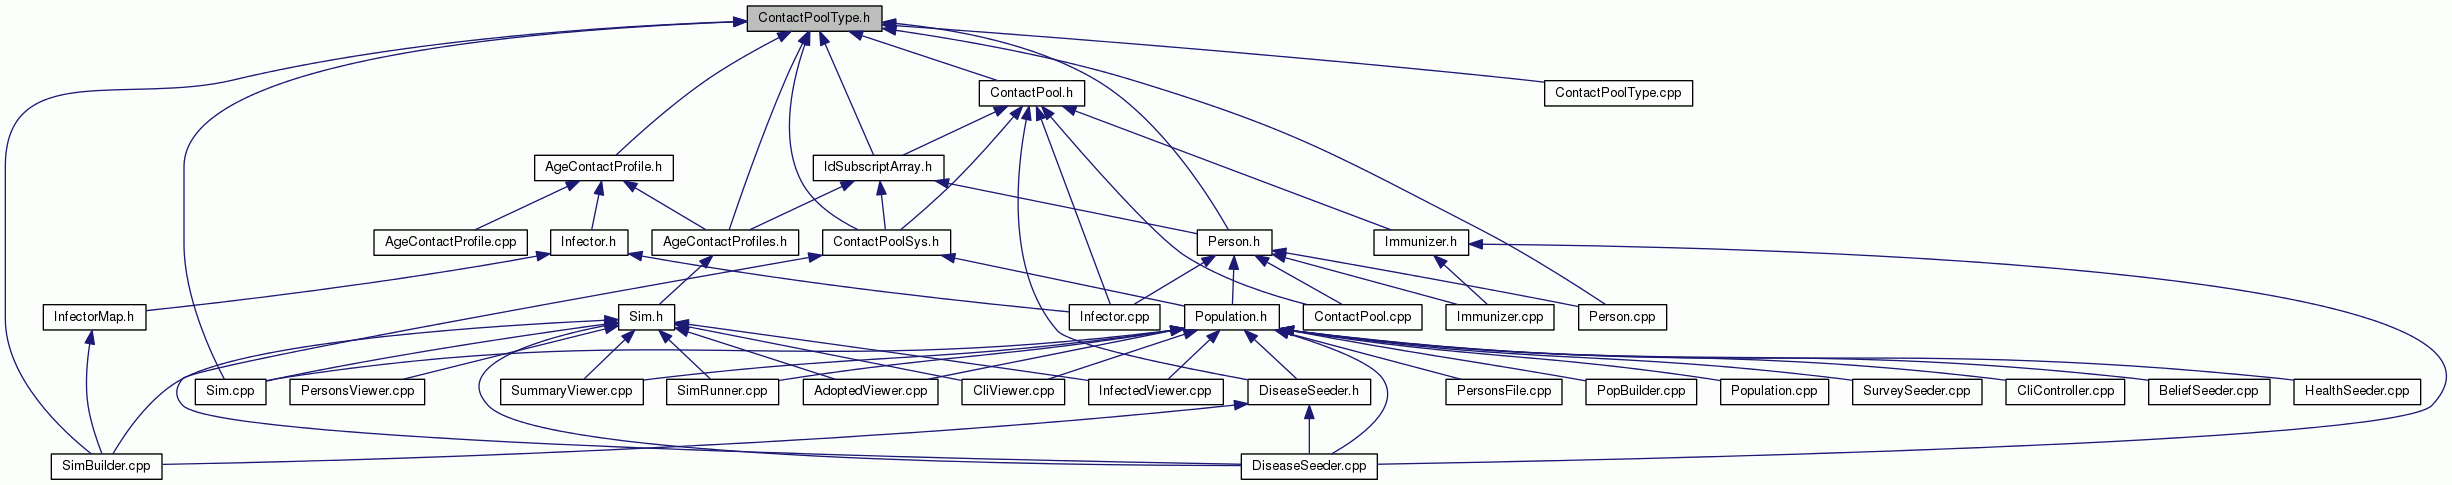 ContactPoolType.h
ContactPool.h
ContactPoolType.cpp
AgeContactProfile.h
IdSubscriptArray.h
AgeContactProfile.cpp
Infector.h
AgeContactProfiles.h
ContactPoolSys.h
Person.h
Immunizer.h
InfectorMap.h
Sim.h
Infector.cpp
Population.h
ContactPool.cpp
Immunizer.cpp
Person.cpp
Sim.cpp
PersonsViewer.cpp
SummaryViewer.cpp
SimRunner.cpp
AdoptedViewer.cpp
CliViewer.cpp
InfectedViewer.cpp
DiseaseSeeder.h
PersonsFile.cpp
PopBuilder.cpp
Population.cpp
SurveySeeder.cpp
CliController.cpp
BeliefSeeder.cpp
HealthSeeder.cpp
SimBuilder.cpp
DiseaseSeeder.cpp